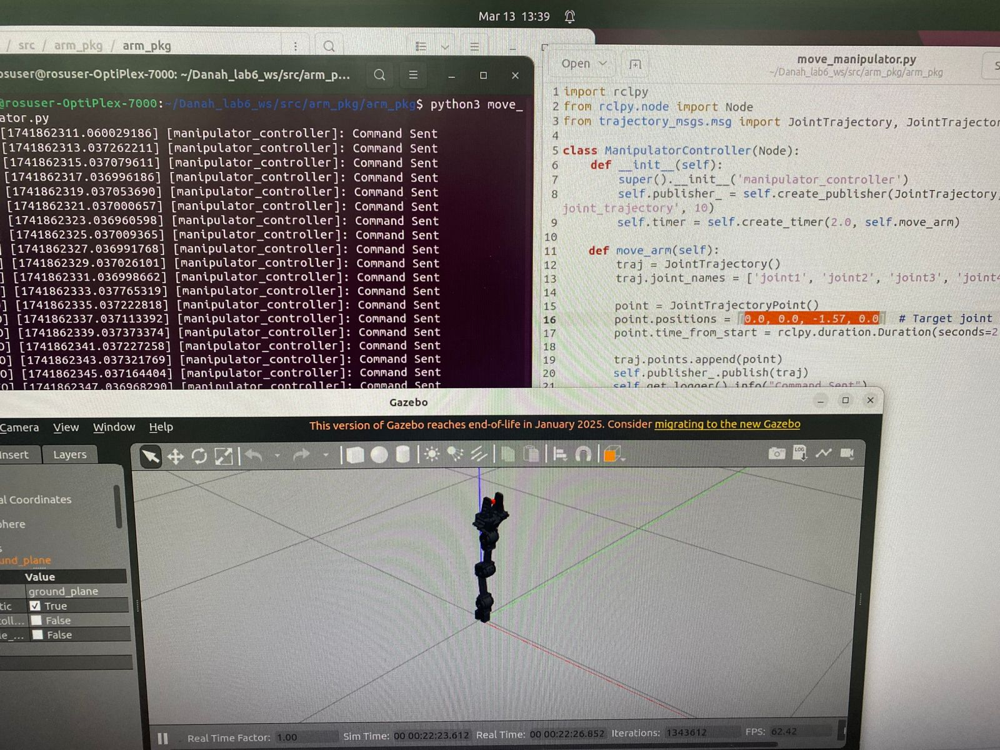 Mar 13 13:39
/ src / arm_pkg / arm_pkg
osuser@rosuser-OptiPlex-7000: ~/Danah_lab6_ws/src/arm_p...
@rosuser-OptiPlex-7000:~/Danah_lab6_ws/src/arm_pkg/arm_pkg$ python3 move_
ator.py
[1741862311.060029186] [manipulator_controller]: Command Sent
[1741862313.037262211] [manipulator_controller]: Command Sent
[1741862315.037079611] [manipulator_controller]: Command Sent
[1741862317.036996186] [manipulator_controller]: Command Sent
[1741862319.037053690] [manipulator_controller]: Command Sent
[1741862321.037000657] [manipulator_controller]: Command Sent
[1741862323.036960598] [manipulator_controller]: Command Sent
[1741862325.037009365] [manipulator_controller]: Command Sent
] [1741862327.036991768] [manipulator_controller]: Command Sent
] [1741862329.037026101] [manipulator_controller]: Command Sent
] [1741862331.036998662] [manipulator_controller]: Command Sent
] [1741862333.037765319] [manipulator_controller]: Command Sent
] [1741862335.037222818] [manipulator_controller]: Command Sent
O] [1741862337.037113392] [manipulator_controller]: Command Sent
O] [1741862339.037373374] [manipulator_controller]: Command Sent
O] [1741862341.037227258] [manipulator_controller]: Command Sent
O] [1741862343.037321769] [manipulator_controller]: Command Sent
O] [1741862345.037164404] [manipulator_controller]: Command Sent
O] [1741862347.036968290] [manipulator_controller]: Command Sent
Open
move_manipulator.py
~/Danah_lab6_ws/src/arm_pkg/arm_pkg
S
1 import rclpy
2 from rclpy.node import Node
3 from trajectory_msgs.msg import JointTrajectory, JointTrajector
4
5 class ManipulatorController(Node):
6 def __init__(self):
7 super().__init__('manipulator_controller')
8 self.publisher_ = self.create_publisher(JointTrajectory,
joint_trajectory', 10)
9 self.timer = self.create_timer(2.0, self.move_arm)
10
11 def move_arm(self):
12 traj = JointTrajectory()
13 traj.joint_names = ['joint1', 'joint2', 'joint3', 'joint4
14
15 point = JointTrajectoryPoint()
16 point.positions = [0.0, 0.0, -1.57, 0.0] # Target joint
17 point.time_from_start = rclpy.duration.Duration(seconds=2
18
19 traj.points.append(point)
20 self.publisher_.publish(traj)
21 self.get_logger().info("Command Sent")
Gazebo
Camera View Window Help
This version of Gazebo reaches end-of-life in January 2025. Consider migrating to the new Gazebo
Insert Layers
LOG
al Coordinates
phere
s
und_plane
Value
ground_plane
tic True
coll... False
le_... False
Real Time Factor: 1.00 Sim Time: 00 00:22:23.612 Real Time: 00 00:22:26.852 Iterations: 1343612 FPS: 62.42